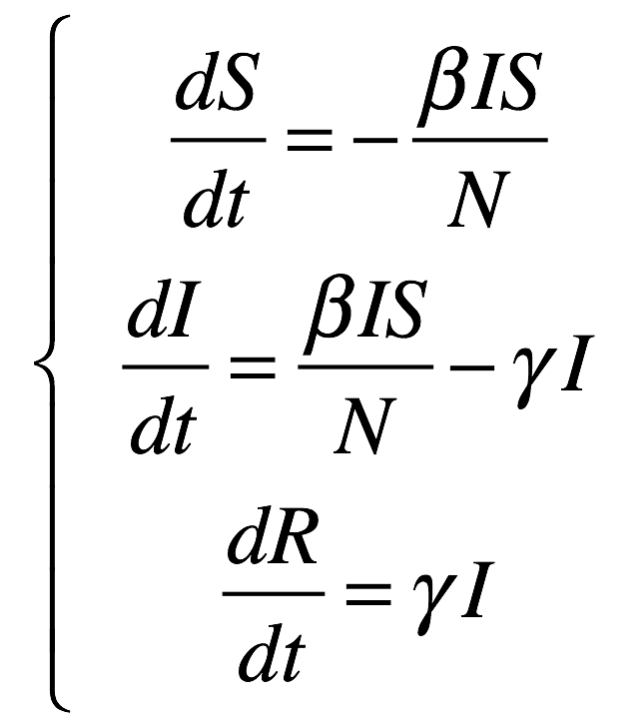 dS/dt = − βIS/N
dI/dt = βIS/N − γI
dR/dt = γI